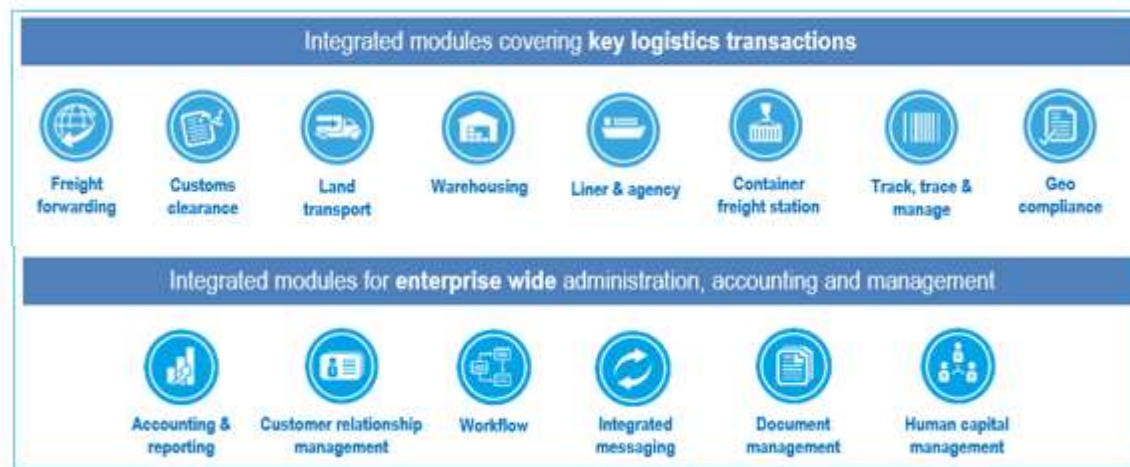 Integrated modules covering key logistics transactions
Freight
forwarding
Customs
clearance
Land
transport
Warehousing
Liner & agency
Container
freight station
Track, trace &
manage
Geo
compliance
Integrated modules for enterprise wide administration, accounting and management
Accounting &
reporting
Customer relationship
management
Workflow
Integrated
messaging
Document
management
Human capital
management